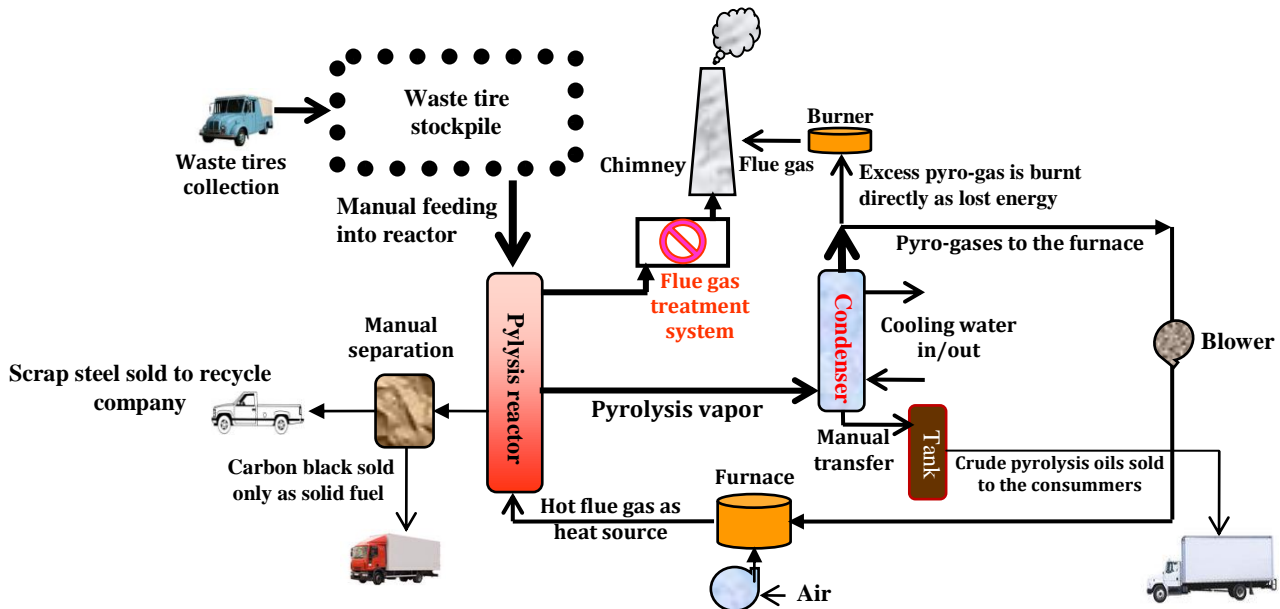 Waste tire
stockpile
Waste tires
collection
Manual feeding
into reactor
Chimney
Burner
Flue gas
Excess pyro-gas is burnt
directly as lost energy
Pyro-gases to the furnace
Flue gas
treatment
system
Pylysis reactor
Condenser
Cooling water
in/out
Blower
Manual
separation
Scrap steel sold to recycle
company
Pyrolysis vapor
Manual
transfer
Tank
Crude pyrolysis oils sold
to the consummers
Carbon black sold
only as solid fuel
Hot flue gas as
heat source
Furnace
Air